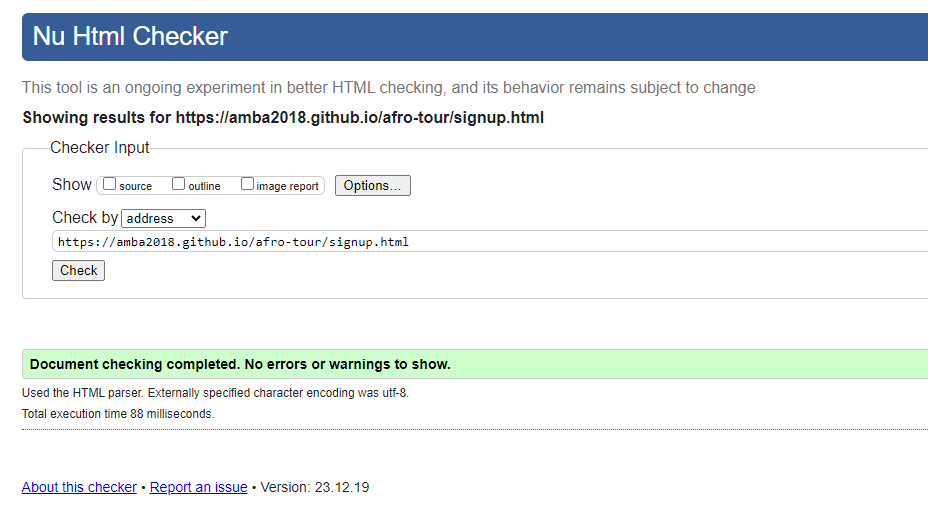 Nu Html Checker
This tool is an ongoing experiment in better HTML checking, and its behavior remains subject to change
Showing results for https://amba2018.github.io/afro-tour/signup.html
Checker Input
Show source outline image report Options...
Check by address
https://amba2018.github.io/afro-tour/signup.html
Check
Document checking completed. No errors or warnings to show.
Used the HTML parser. Externally specified character encoding was utf-8.
Total execution time 88 milliseconds.
About this checker • Report an issue • Version: 23.12.19